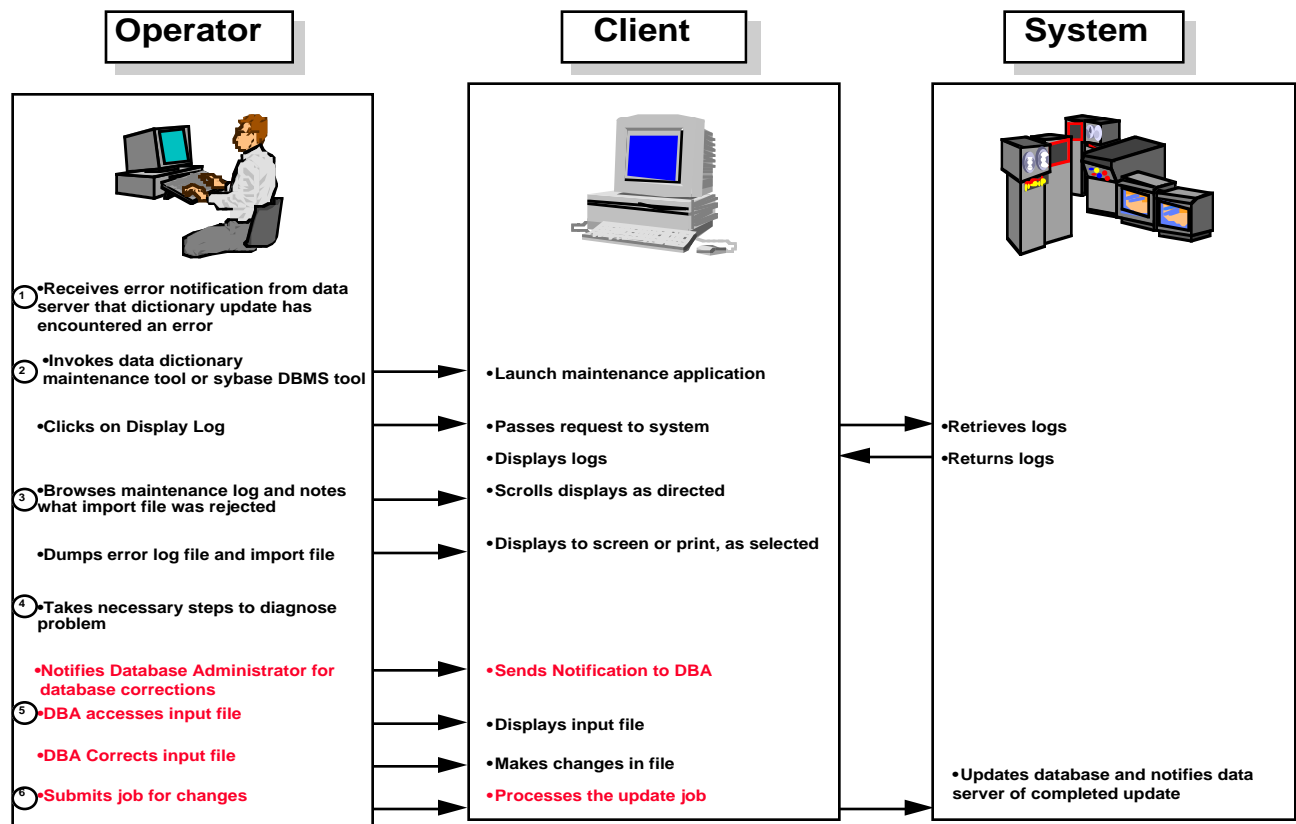 Operator
Client
System
1
•Receives error notification from data
server that dictionary update has
encountered an error
2
•Invokes data dictionary
maintenance tool or sybase DBMS tool
•Launch maintenance application
•Clicks on Display Log
•Passes request to system
•Retrieves logs
•Displays logs
•Returns logs
3
•Browses maintenance log and notes
what import file was rejected
•Scrolls displays as directed
•Dumps error log file and import file
•Displays to screen or print, as selected
4
•Takes necessary steps to diagnose
problem
•Notifies Database Administrator for
database corrections
•Sends Notification to DBA
5
•DBA accesses input file
•Displays input file
•DBA Corrects input file
•Makes changes in file
6
•Submits job for changes
•Processes the update job
•Updates database and notifies data
server of completed update